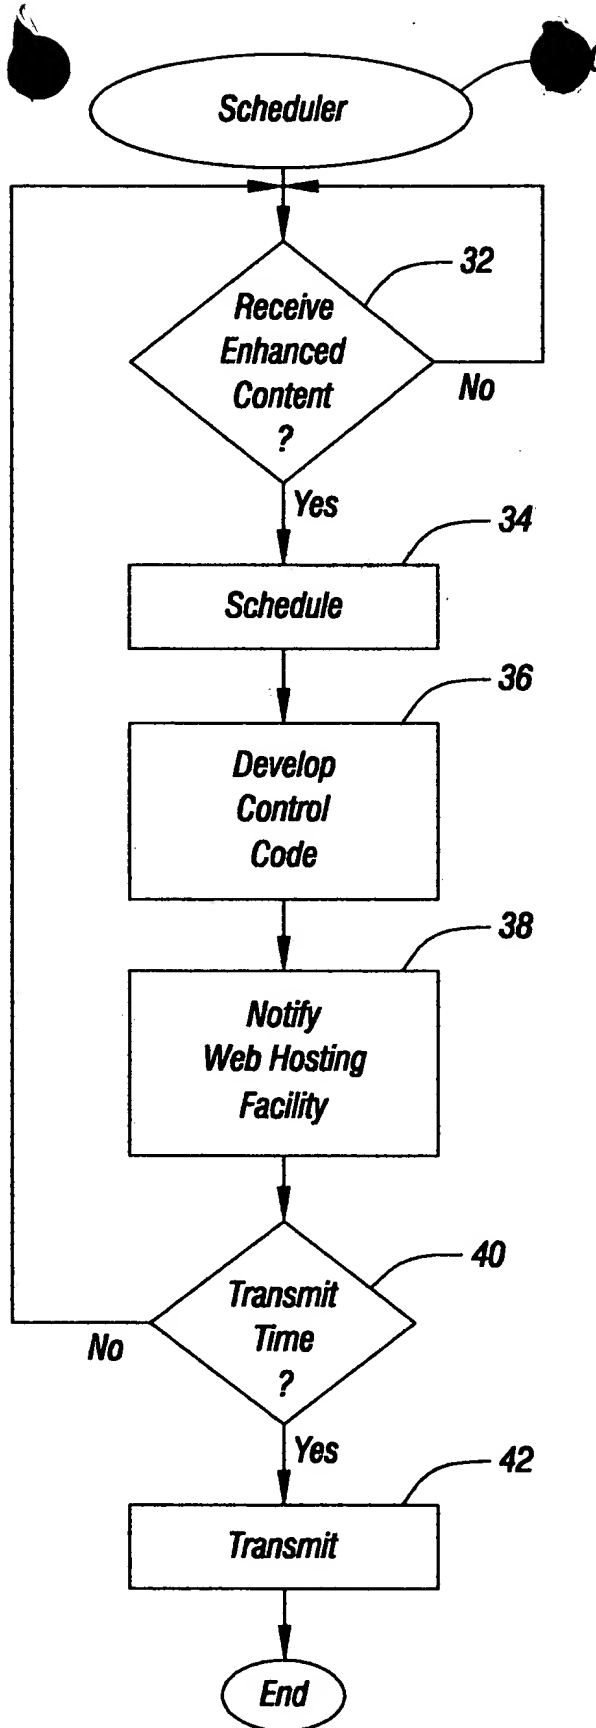 Scheduler
32
Receive
Enhanced
Content
?
No
Yes
34
Schedule
36
Develop
Control
Code
38
Notify
Web Hosting
Facility
40
Transmit
Time
?
No
Yes
42
Transmit
End